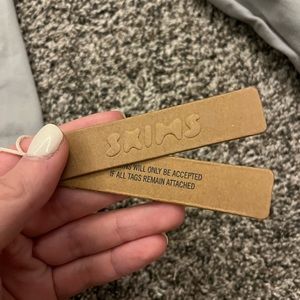 SKIMS
WILL ONLY BE ACCEPTED
IF ALL TAGS REMAIN ATTACHED